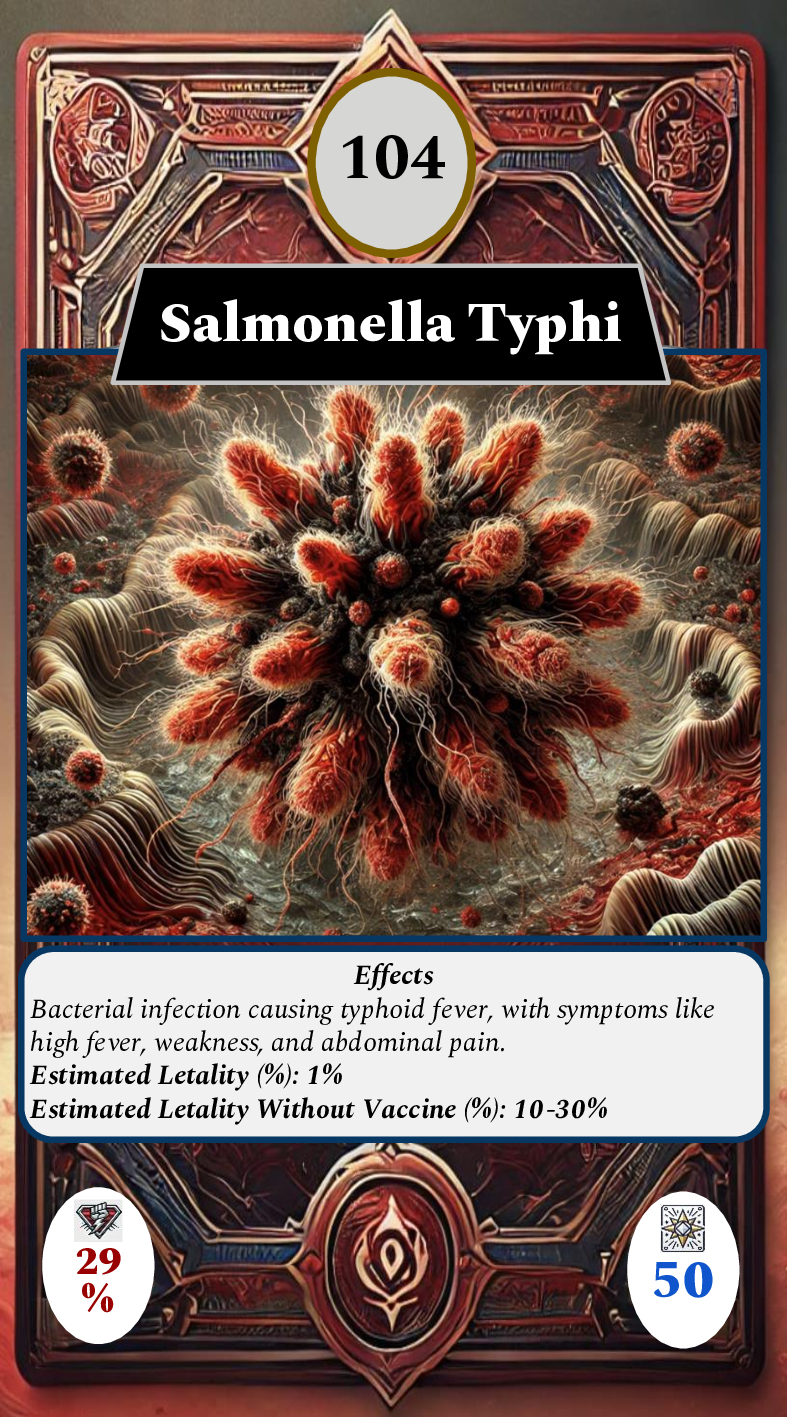 104
Salmonella Typhi
Effects
Bacterial infection causing typhoid fever, with symptoms like
high fever, weakness, and abdominal pain.
Estimated Letality (%): 1%
Estimated Letality Without Vaccine (%): 10-30%
29
%
50